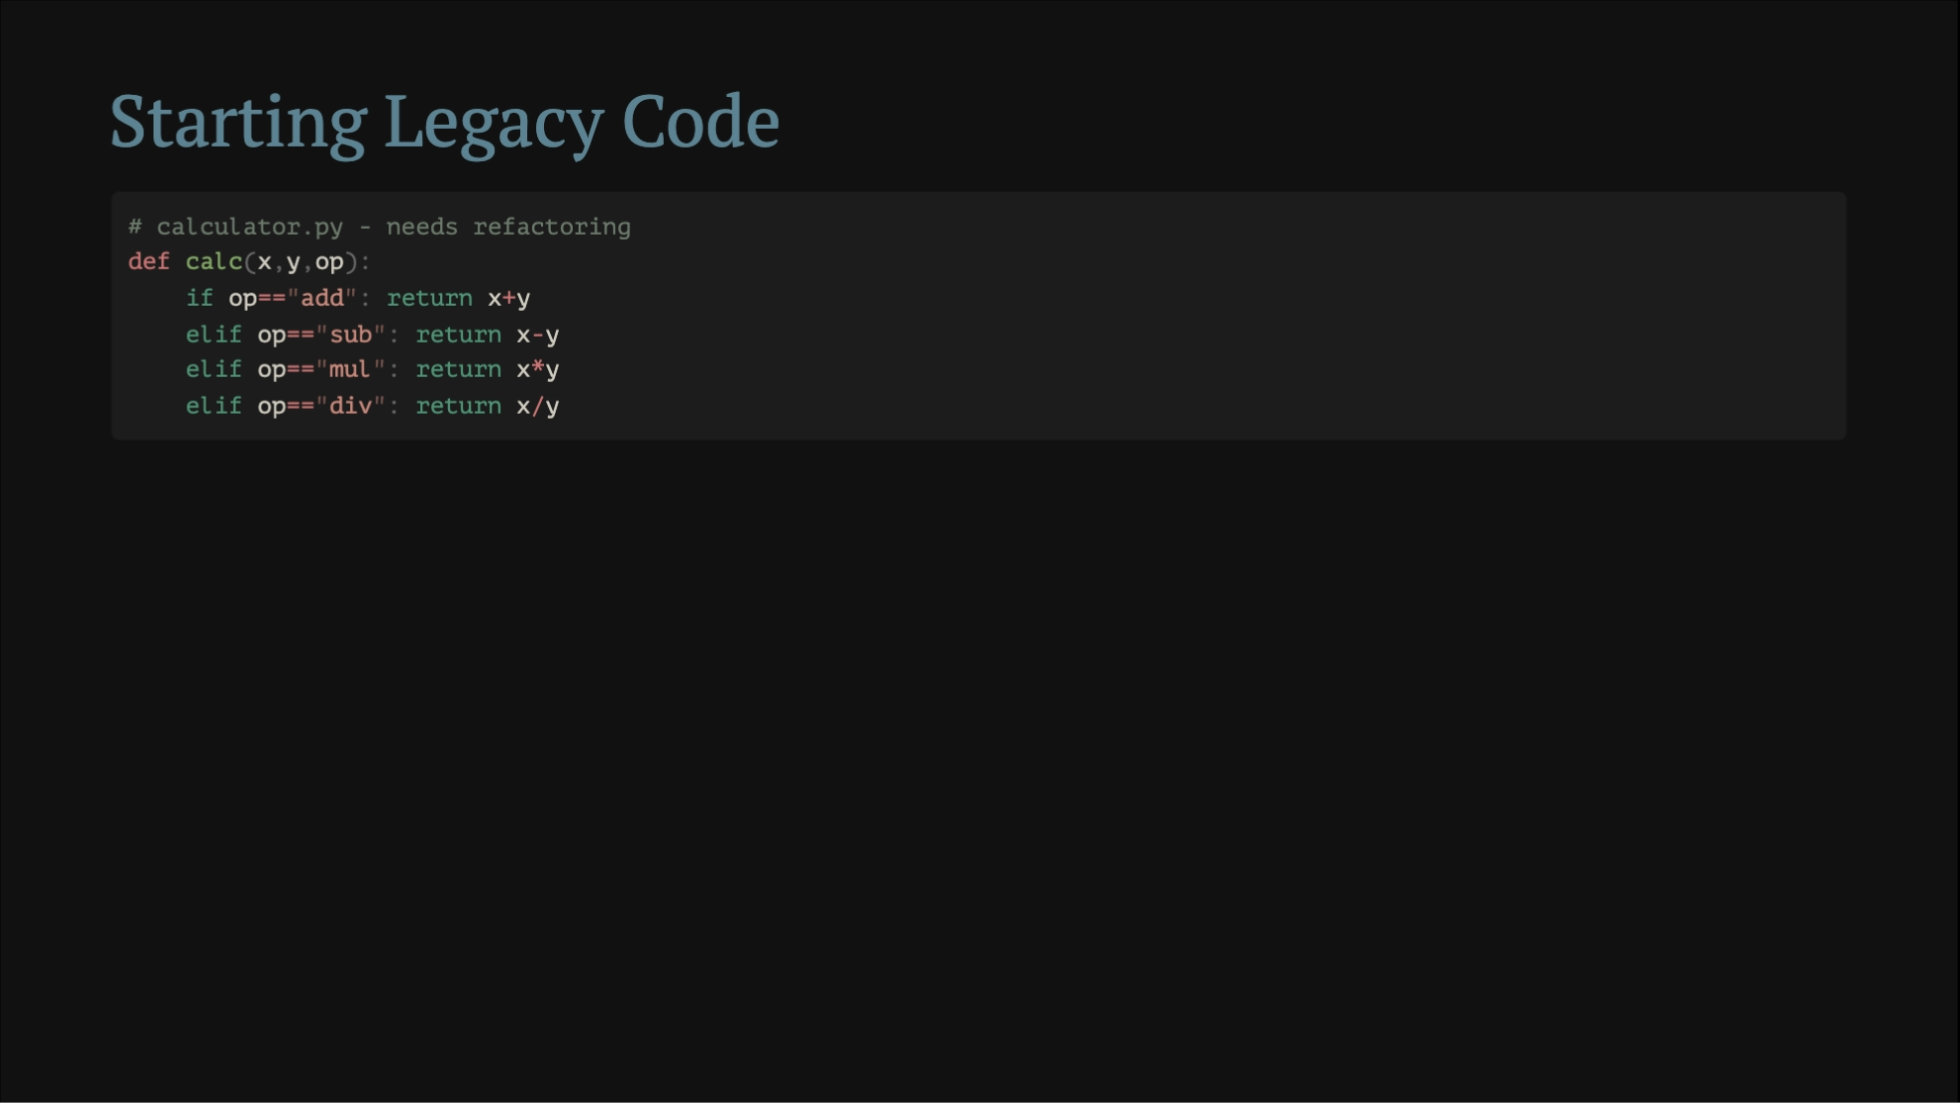 Starting Legacy Code
# calculator.py - needs refactoring
def calc(x,y,op):
    if op=="add": return x+y
    elif op=="sub": return x-y
    elif op=="mul": return x*y
    elif op=="div": return x/y